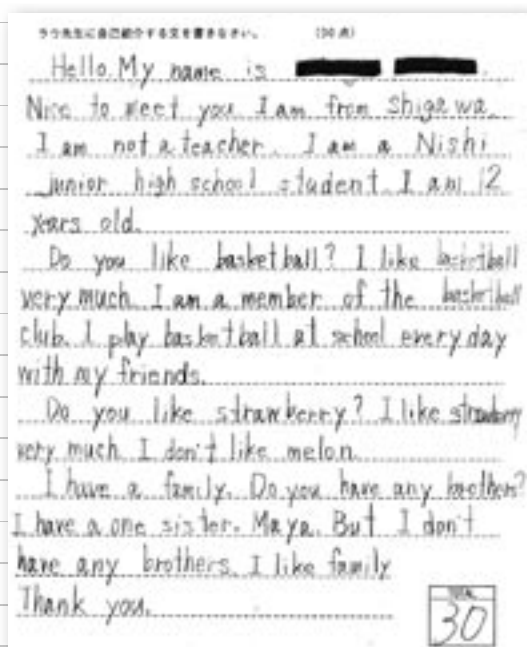 ラウ先生に自己紹介する文を書きなさい。 (30点)
Hello. My name is
Nice to meet you I am from Shigawa.
I am not a teacher. I am a Nishi
junior high school student. I am 12
years old.
Do you like basketball? I like basketball
very much. I am a member of the basketball
club. I play basketball at school everyday
with my friends.
Do you like strawberry? I like strawberry
very much. I don't like melon.
I have a family. Do you have any brothers?
I have a one sister. Maya. But I don't
have any brothers. I like family
Thank you.
TOTAL
30